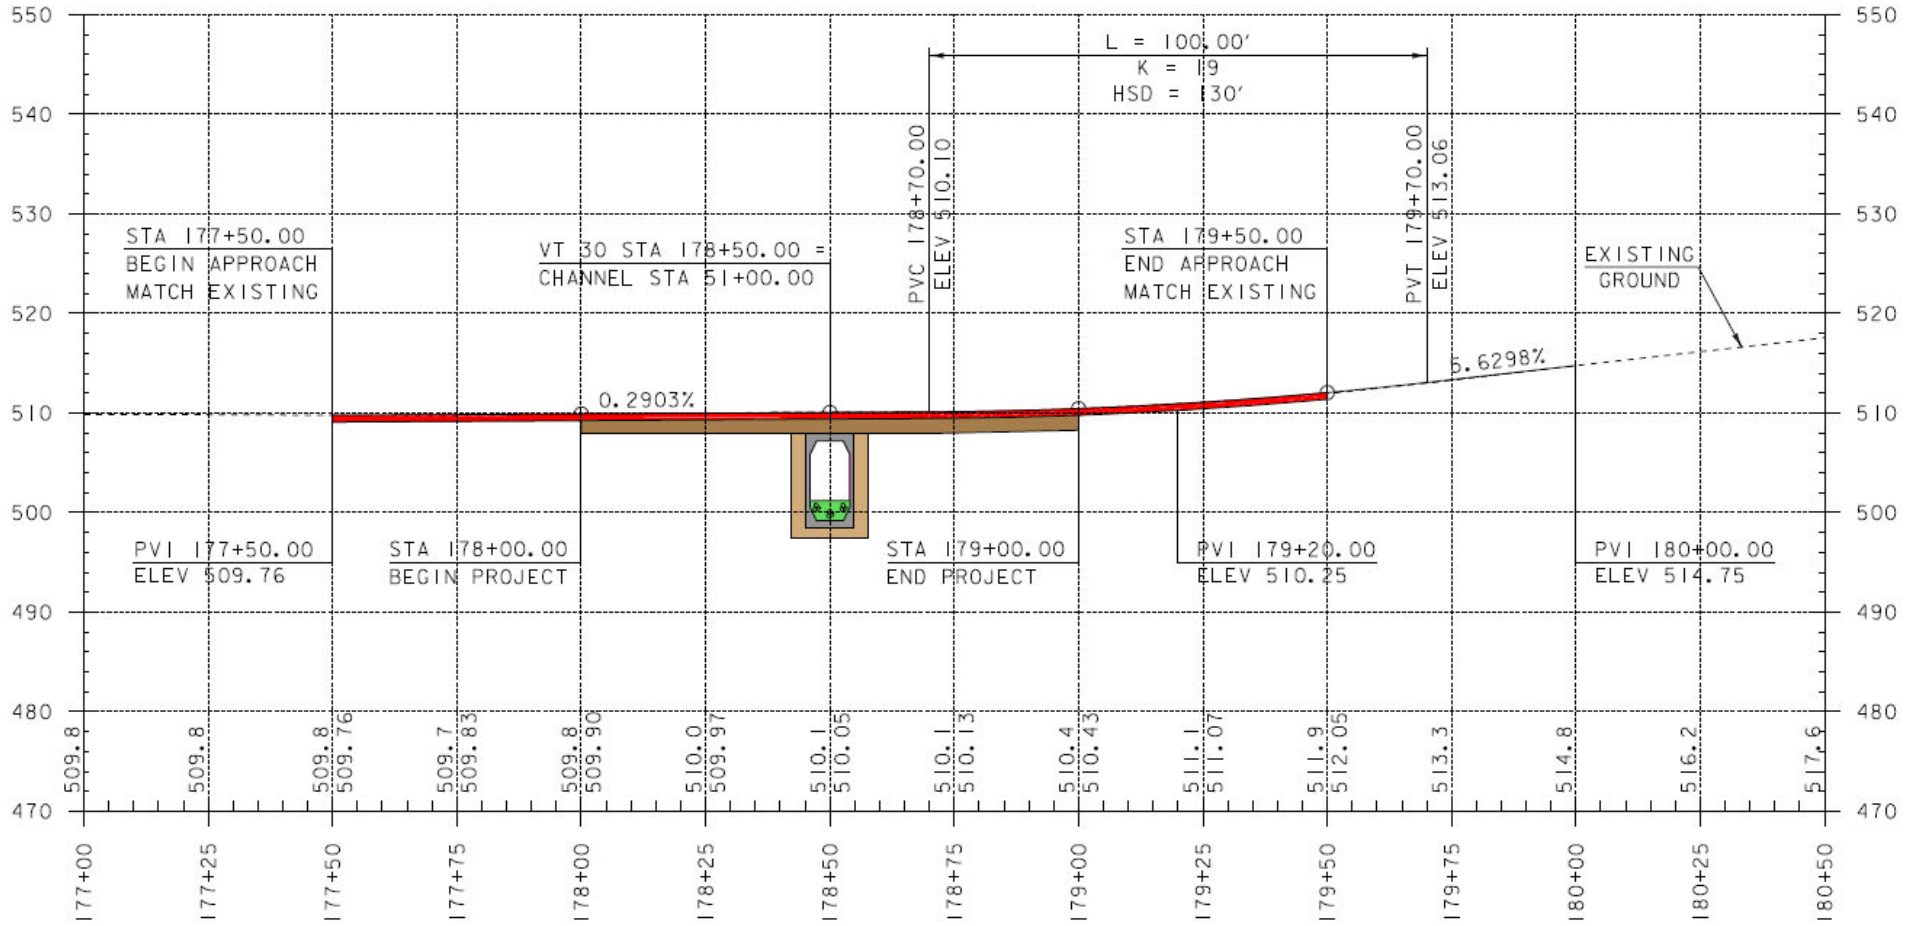 550
540
530
520
510
500
490
480
470
550
540
530
520
510
500
490
480
470
L = 100.00'
K = 19
HSD = 130'
PVC 178+70.00
ELEV 510.10
PVT 179+70.00
ELEV 513.06
STA 177+50.00
BEGIN APPROACH
MATCH EXISTING
VT 30 STA 178+50.00 =
CHANNEL STA 51+00.00
STA 179+50.00
END APPROACH
MATCH EXISTING
EXISTING
GROUND
0.2903%
5.6298%
PVI 177+50.00
ELEV 509.76
STA 178+00.00
BEGIN PROJECT
STA 179+00.00
END PROJECT
PVI 179+20.00
ELEV 510.25
PVI 180+00.00
ELEV 514.75
509.8
509.8
509.8
509.76
509.7
509.83
509.8
509.90
510.0
509.97
510.1
510.05
510.1
510.13
510.4
510.43
511.1
511.07
511.9
512.05
513.3
514.8
516.2
517.6
177+00
177+25
177+50
177+75
178+00
178+25
178+50
178+75
179+00
179+25
179+50
179+75
180+00
180+25
180+50